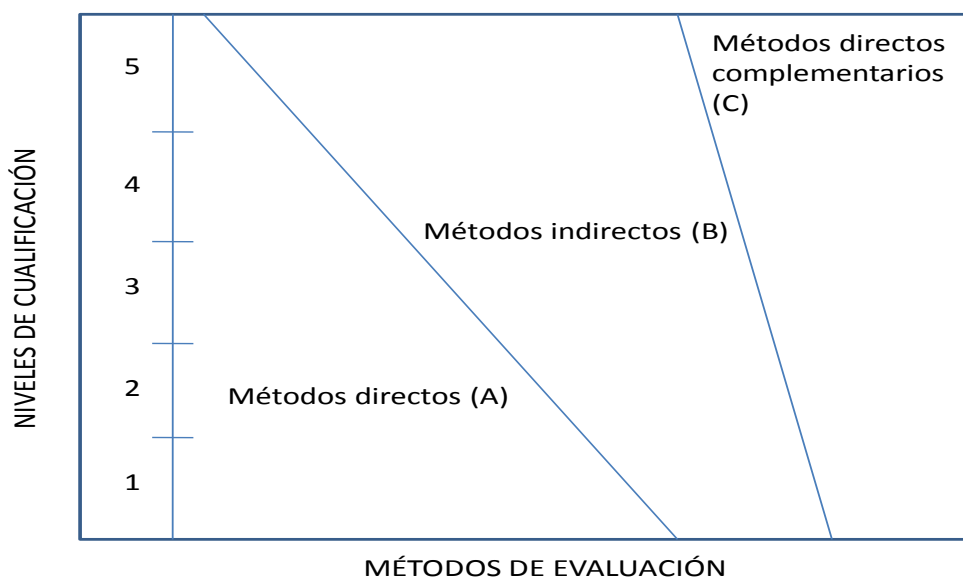 Métodos directos
complementarios
(C)
5
4
Métodos indirectos (B)
3
2
Métodos directos (A)
1
NIVELES DE CUALIFICACIÓN
MÉTODOS DE EVALUACIÓN